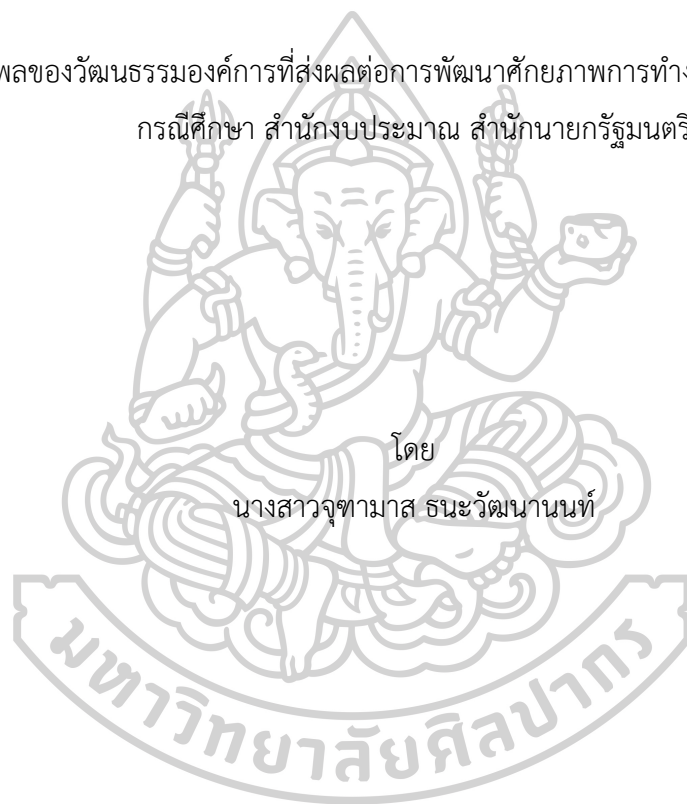 ผลของวัฒนธรรมองค์การที่ส่งผลต่อการพัฒนาศักยภาพการทำ
กรณีศึกษา สำนักงบประมาณ สำนักนายกรัฐมนตรี
โดย
นางสาวจุฑามาส ธนะวัฒนานนท์
มหาวิทยาลัยศิลปากร